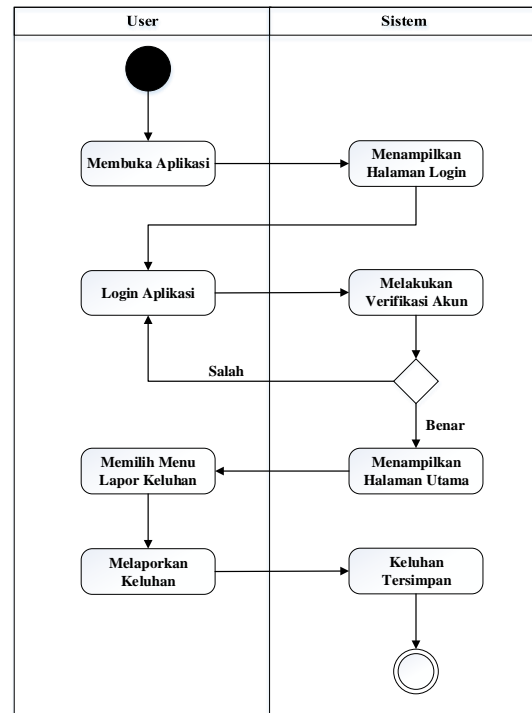 User
Sistem
Membuka Aplikasi
Menampilkan
Halaman Login
Login Aplikasi
Melakukan
Verifikasi Akun
Salah
Benar
Memilih Menu
Lapor Keluhan
Menampilkan
Halaman Utama
Melaporkan
Keluhan
Keluhan
Tersimpan